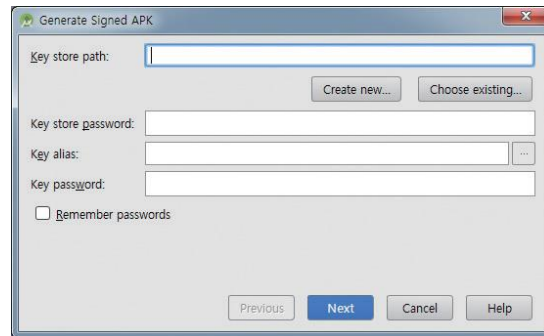 Generate Signed APK
Key store path:
Create new... Choose existing...
Key store password:
Key alias: ...
Key password:
Remember passwords
Previous Next Cancel Help